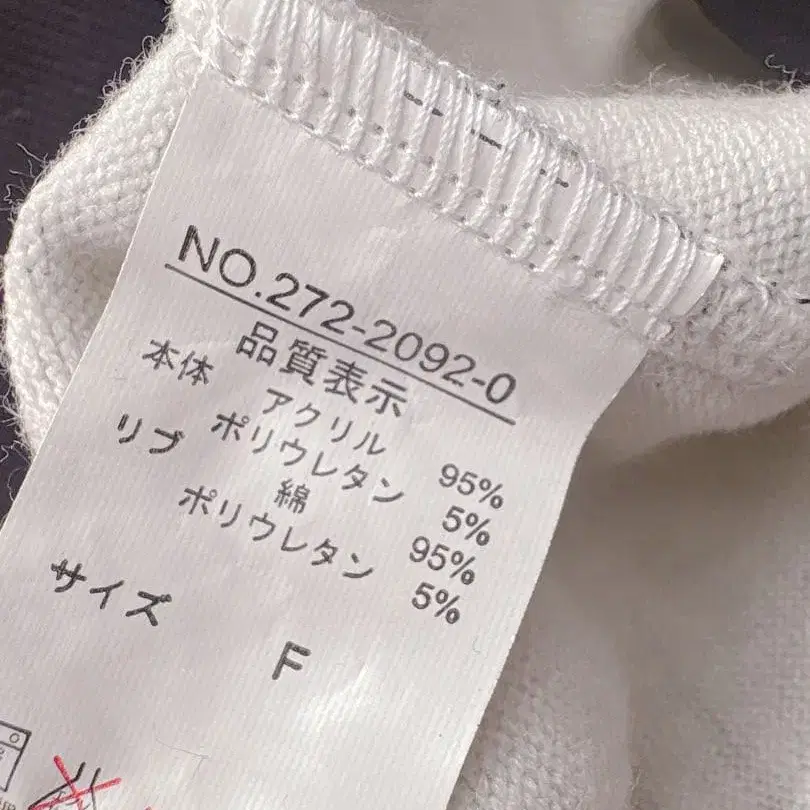 NO.272-2092-0
品質表示
本体 アクリル 95%
ポリウレタン 5%
リブ 綿 95%
ポリウレタン 5%
サイズ F